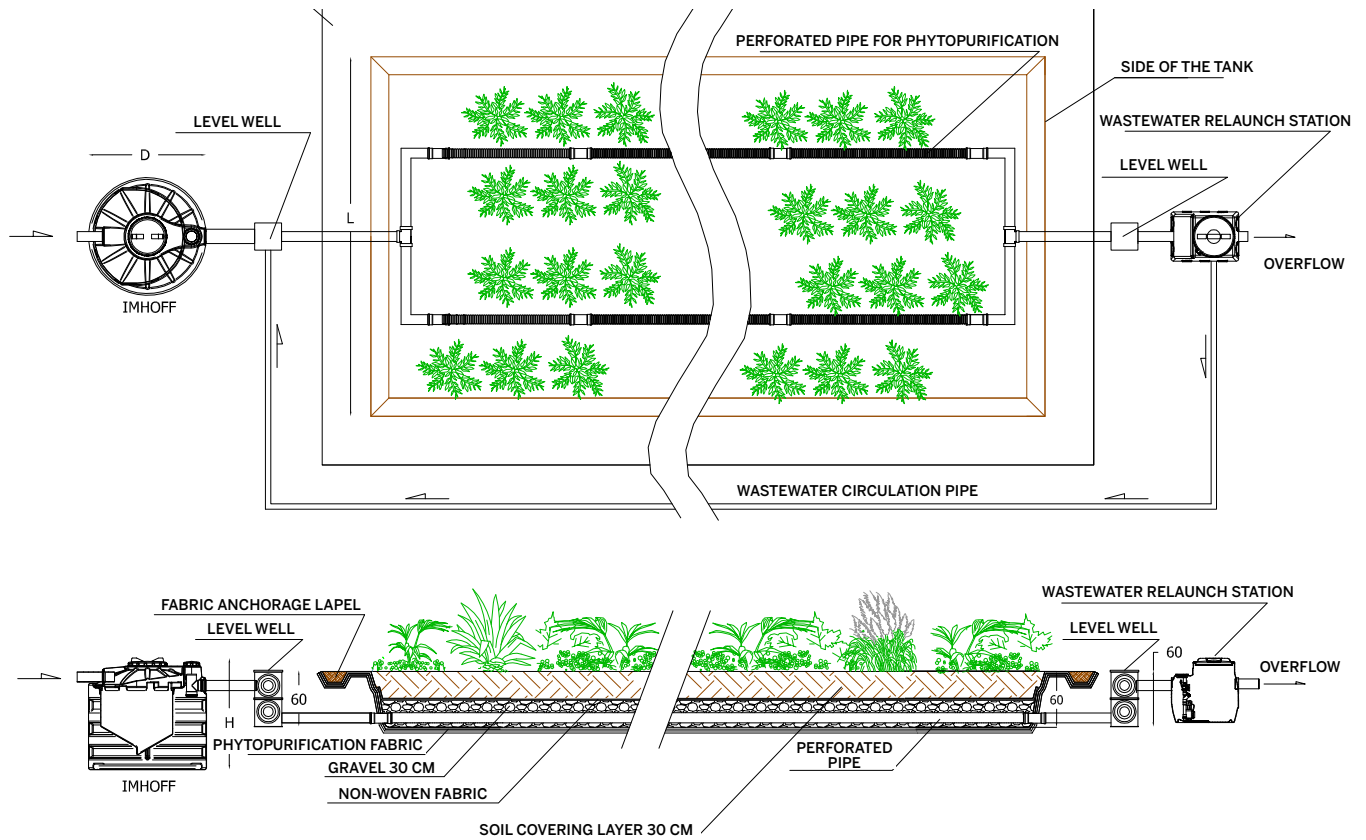 PERFORATED PIPE FOR PHYTOPURIFICATION
SIDE OF THE TANK
LEVEL WELL
WASTEWATER RELAUNCH STATION
D
LEVEL WELL
L
OVERFLOW
IMHOFF
WASTEWATER CIRCULATION PIPE
FABRIC ANCHORAGE LAPEL
WASTEWATER RELAUNCH STATION
LEVEL WELL
LEVEL WELL
60
OVERFLOW
60
H
60
PHYTOPURIFICATION FABRIC
PERFORATED
PIPE
GRAVEL 30 CM
IMHOFF
NON-WOVEN FABRIC
SOIL COVERING LAYER 30 CM